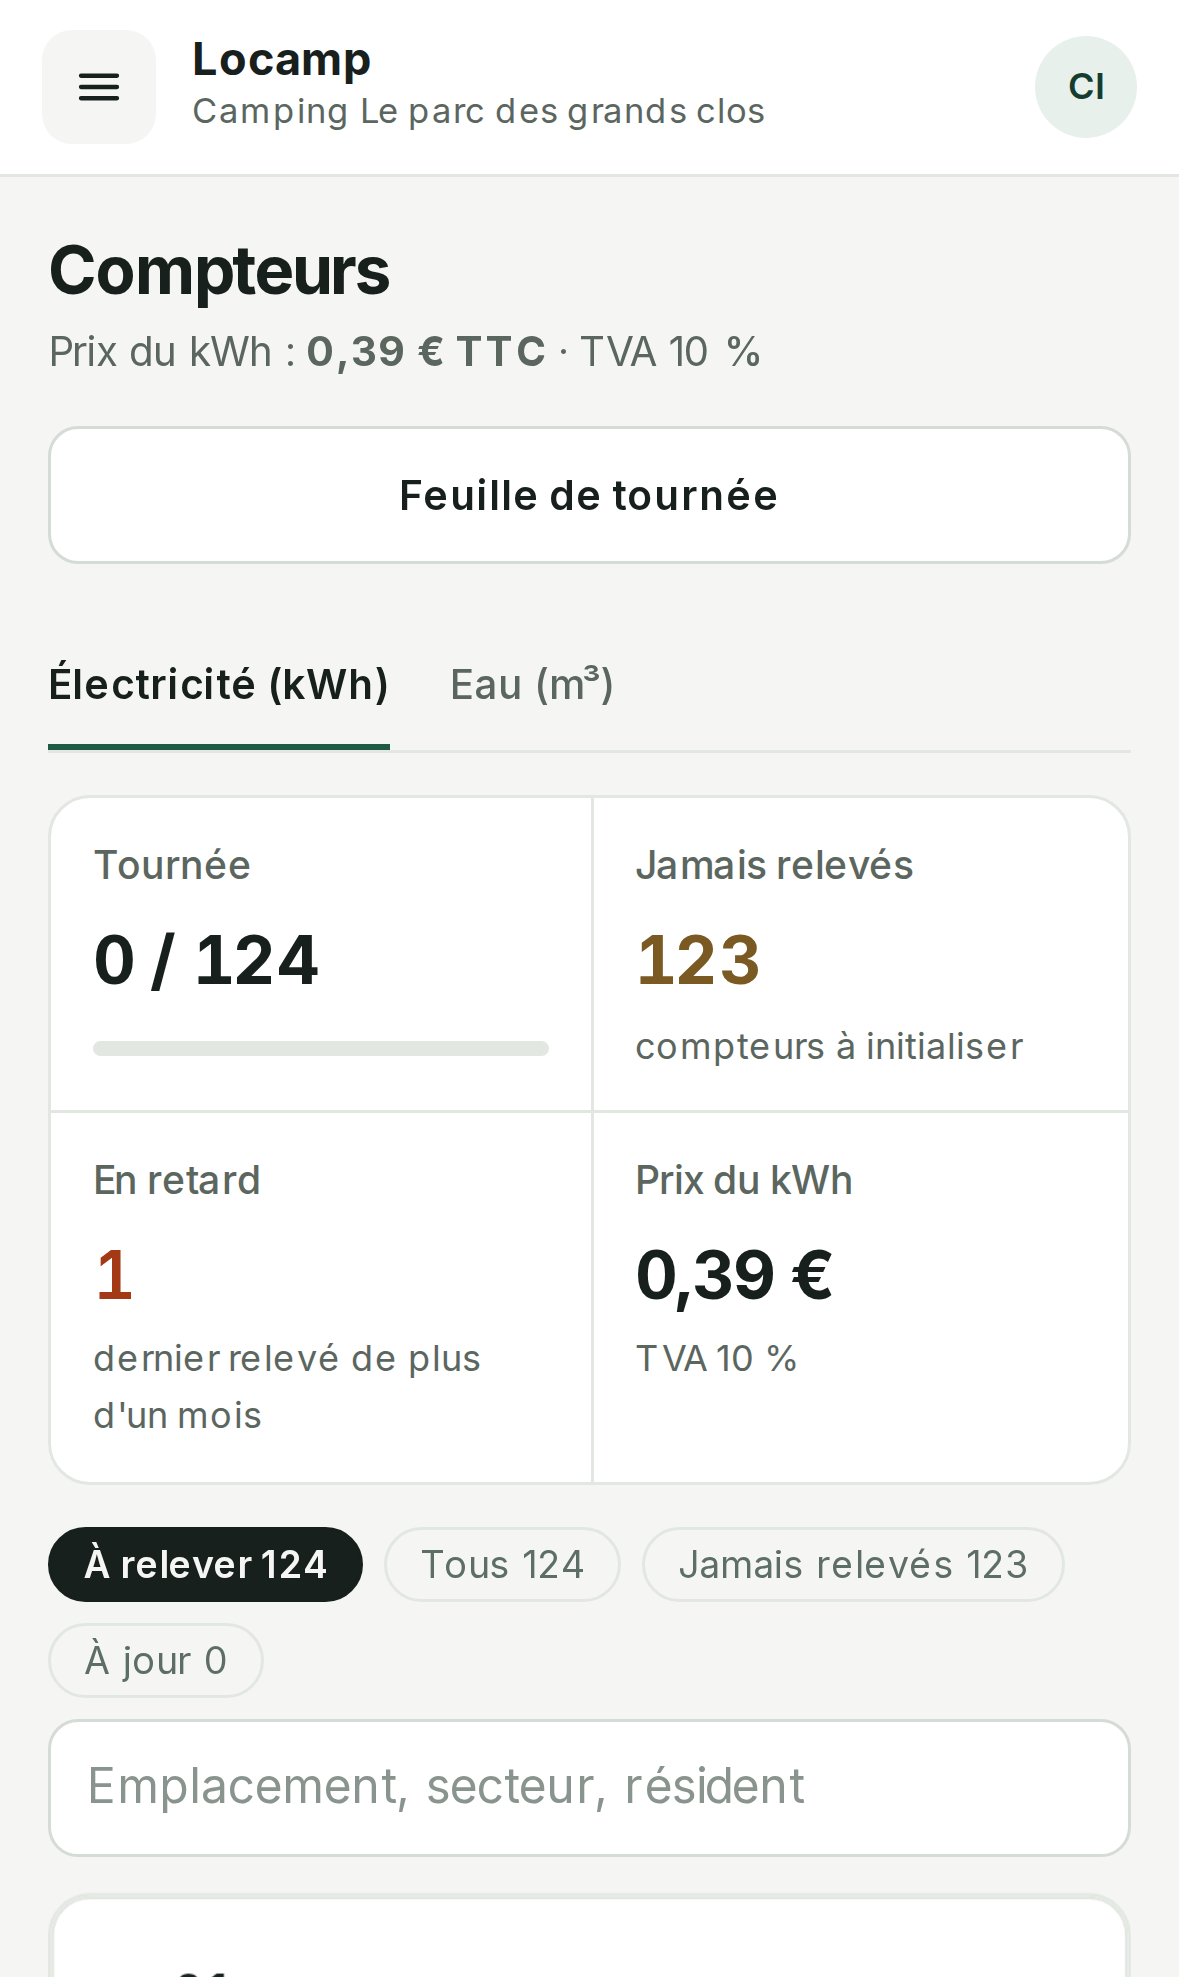 Locamp
Camping Le parc des grands clos
Cl
Compteurs
Prix du kWh : 0,39 € TTC · TVA 10 %
Feuille de tournée
Électricité (kWh)
Eau (m³)
Tournée
0 / 124
Jamais relevés
123
compteurs à initialiser
En retard
1
dernier relevé de plus
d'un mois
Prix du kWh
0,39 €
TVA 10 %
À relever 124
Tous 124
Jamais relevés 123
À jour 0
Emplacement, secteur, résident